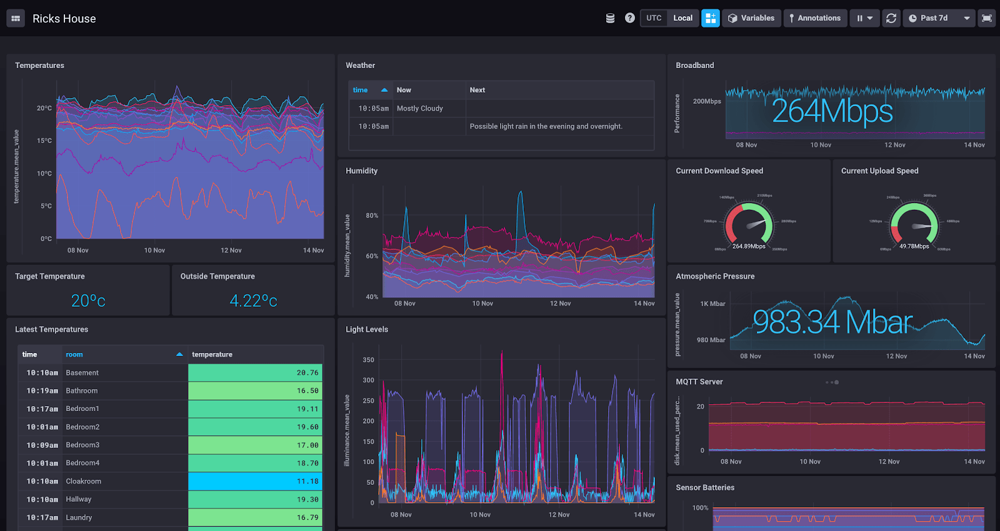 Ricks House
UTC Local Variables Annotations Past 7d
Temperatures
temperature.mean_value
20ºC
15ºC
10ºC
5ºC
0ºC
08 Nov 10 Nov 12 Nov 14 Nov
Target Temperature
20ºc
Outside Temperature
4.22ºc
Latest Temperatures
time room temperature
10:10am Basement 20.76
10:19am Bathroom 16.50
10:17am Bedroom1 19.11
10:01am Bedroom2 19.60
10:09am Bedroom3 17.00
10:01am Bedroom4 18.70
10:10am Cloakroom 11.18
10:10am Hallway 19.30
10:17am Laundry 16.79
Weather
time Now Next
10:05am Mostly Cloudy
10:05am Possible light rain in the evening and overnight.
Humidity
humidity.mean_value
80%
60%
40%
08 Nov 10 Nov 12 Nov 14 Nov
Light Levels
illuminance.mean_value
350
300
250
200
150
100
50
0
08 Nov 10 Nov 12 Nov 14 Nov
Broadband
Performance
200Mbps
264Mbps
08 Nov 10 Nov 12 Nov 14 Nov
Current Download Speed
140Mbps 210Mbps
70Mbps 280Mbps
0Mbps 264.89Mbps 350Mbps
Current Upload Speed
24Mbps 36Mbps
12Mbps 48Mbps
0Mbps 49.78Mbps 60Mbps
Atmospheric Pressure
pressure.mean_value
1K Mbar
980 Mbar
983.34 Mbar
08 Nov 10 Nov 12 Nov 14 Nov
MQTT Server
disk.mean_used_perc...
20
10
0
08 Nov 10 Nov 12 Nov 14 Nov
Sensor Batteries
100%